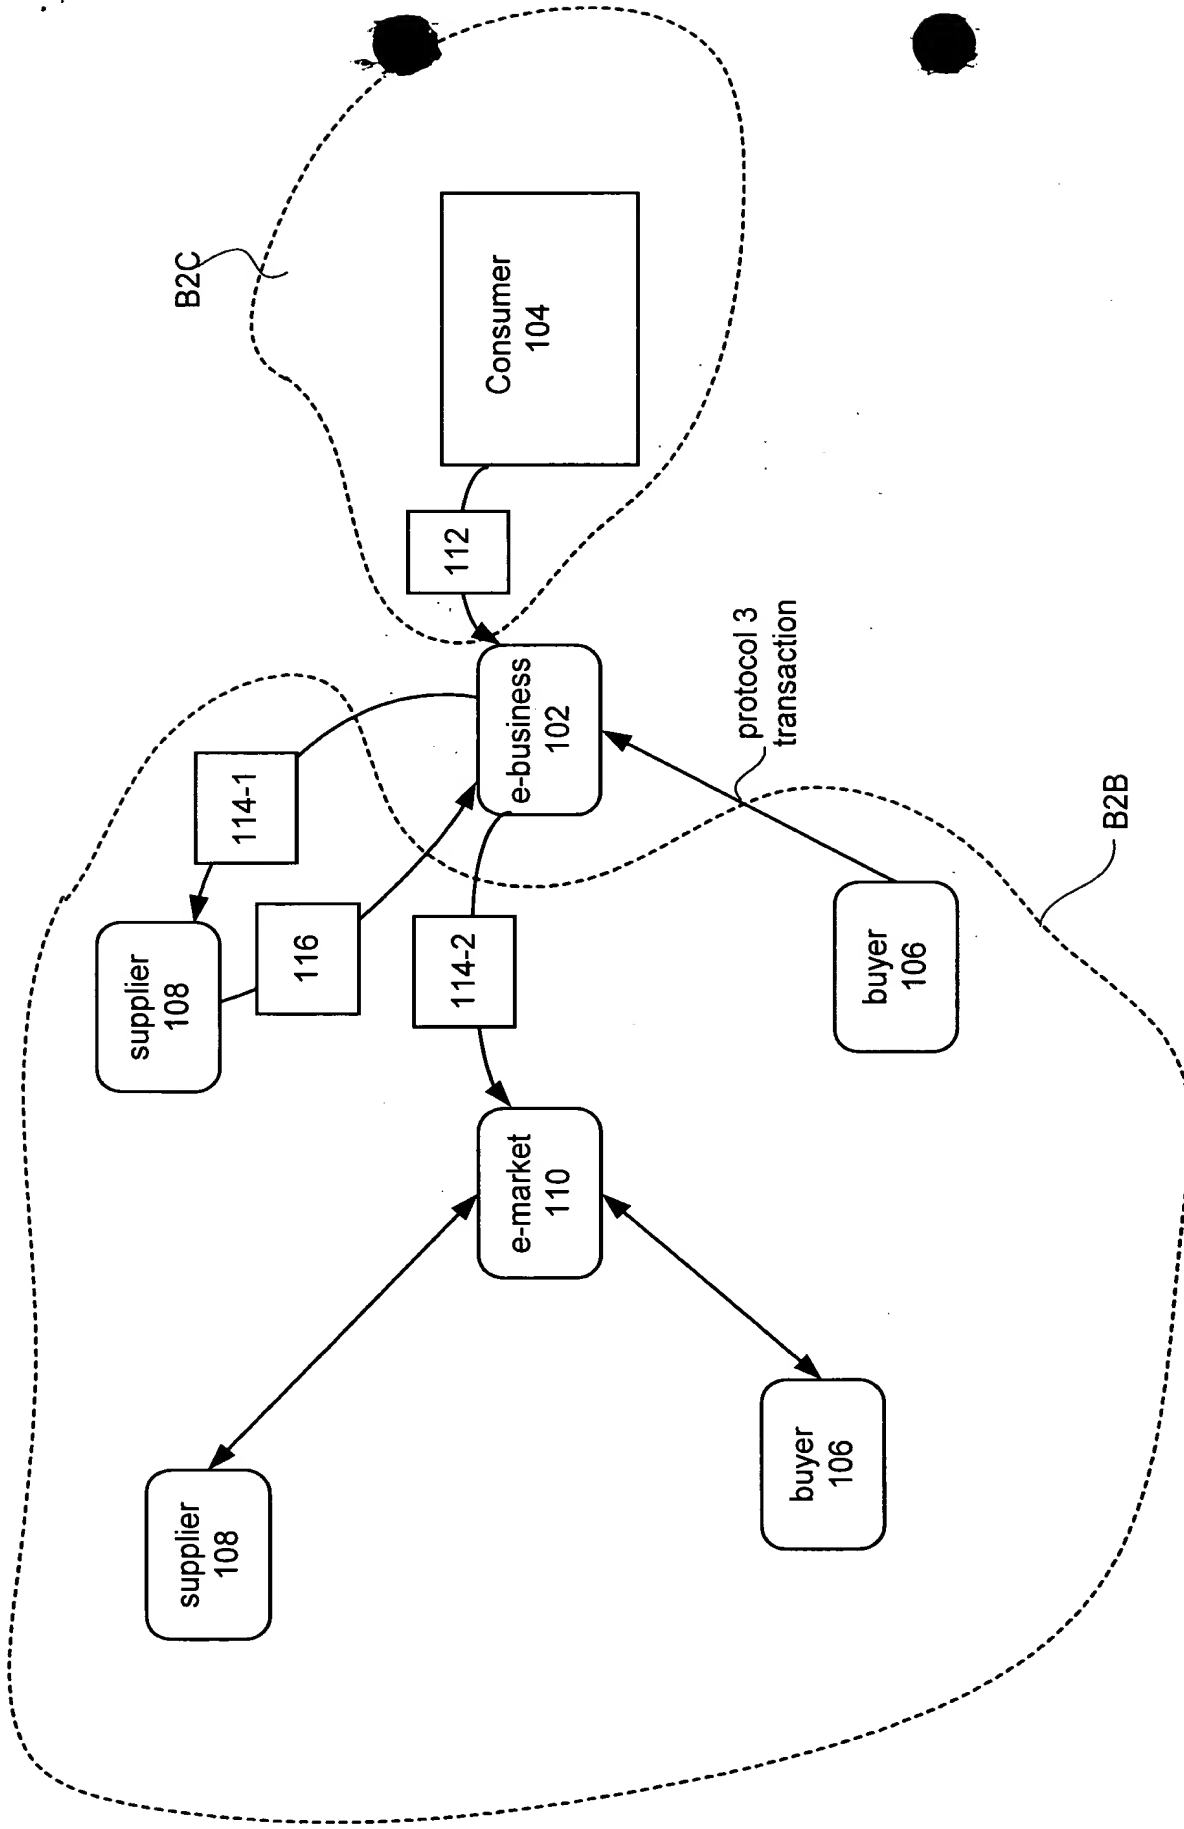 supplier
108
supplier
108
114-1
B2C
116
114-2
112
e-market
110
e-business
102
Consumer
104
protocol 3
transaction
buyer
106
buyer
106
B2B